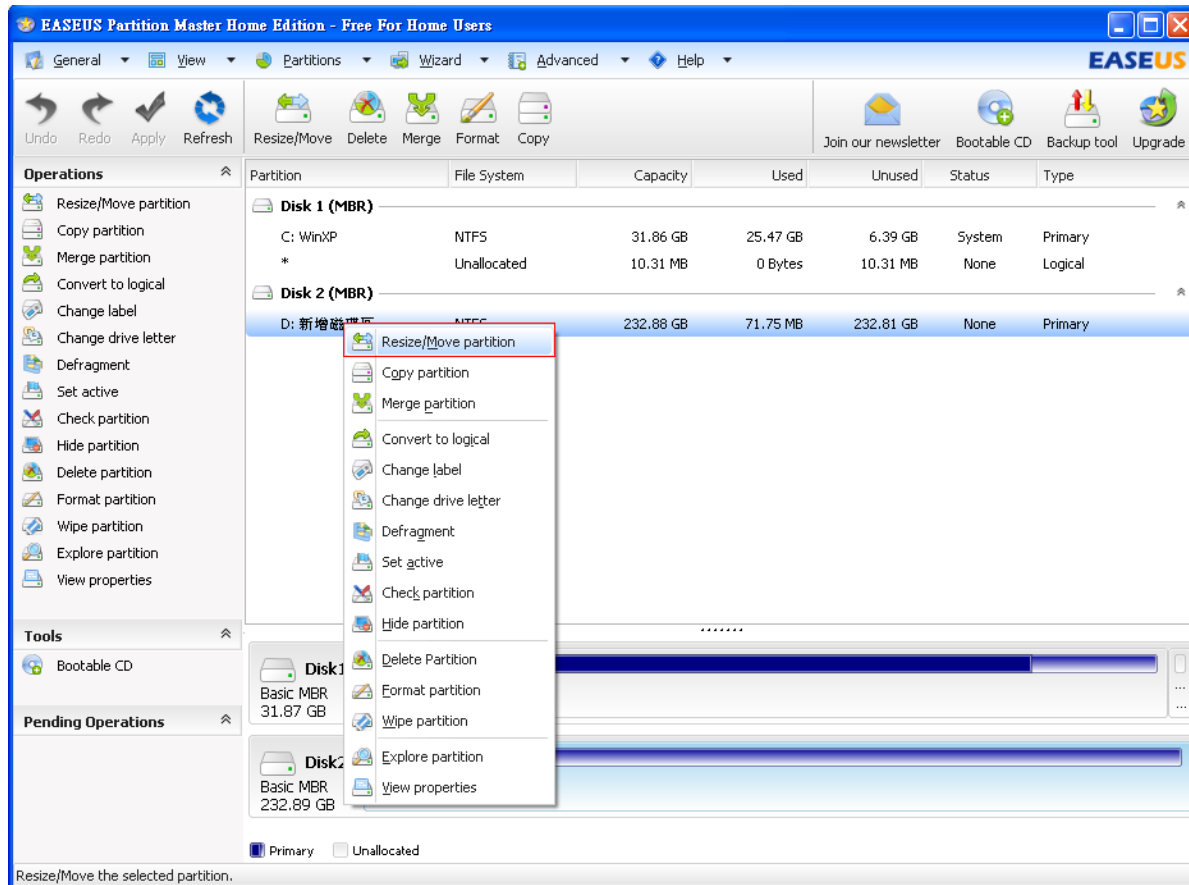 EASEUS Partition Master Home Edition - Free For Home Users
General View Partitions Wizard Advanced Help EASEUS
Undo Redo Apply Refresh Resize/Move Delete Merge Format Copy Join our newsletter Bootable CD Backup tool Upgrade
Operations
Resize/Move partition
Copy partition
Merge partition
Convert to logical
Change label
Change drive letter
Defragment
Set active
Check partition
Hide partition
Delete partition
Format partition
Wipe partition
Explore partition
View properties
Tools
Bootable CD
Pending Operations
Partition File System Capacity Used Unused Status Type
Disk 1 (MBR)
C: WinXP NTFS 31.86 GB 25.47 GB 6.39 GB System Primary
* Unallocated 10.31 MB 0 Bytes 10.31 MB None Logical
Disk 2 (MBR)
D: 新增磁碟區 NTFS 232.88 GB 71.75 MB 232.81 GB None Primary
Resize/Move partition
Copy partition
Merge partition
Convert to logical
Change label
Change drive letter
Defragment
Set active
Check partition
Hide partition
Delete Partition
Format partition
Wipe partition
Explore partition
View properties
Disk1
Basic MBR
31.87 GB
...
...
Disk2
Basic MBR
232.89 GB
Primary Unallocated
Resize/Move the selected partition.